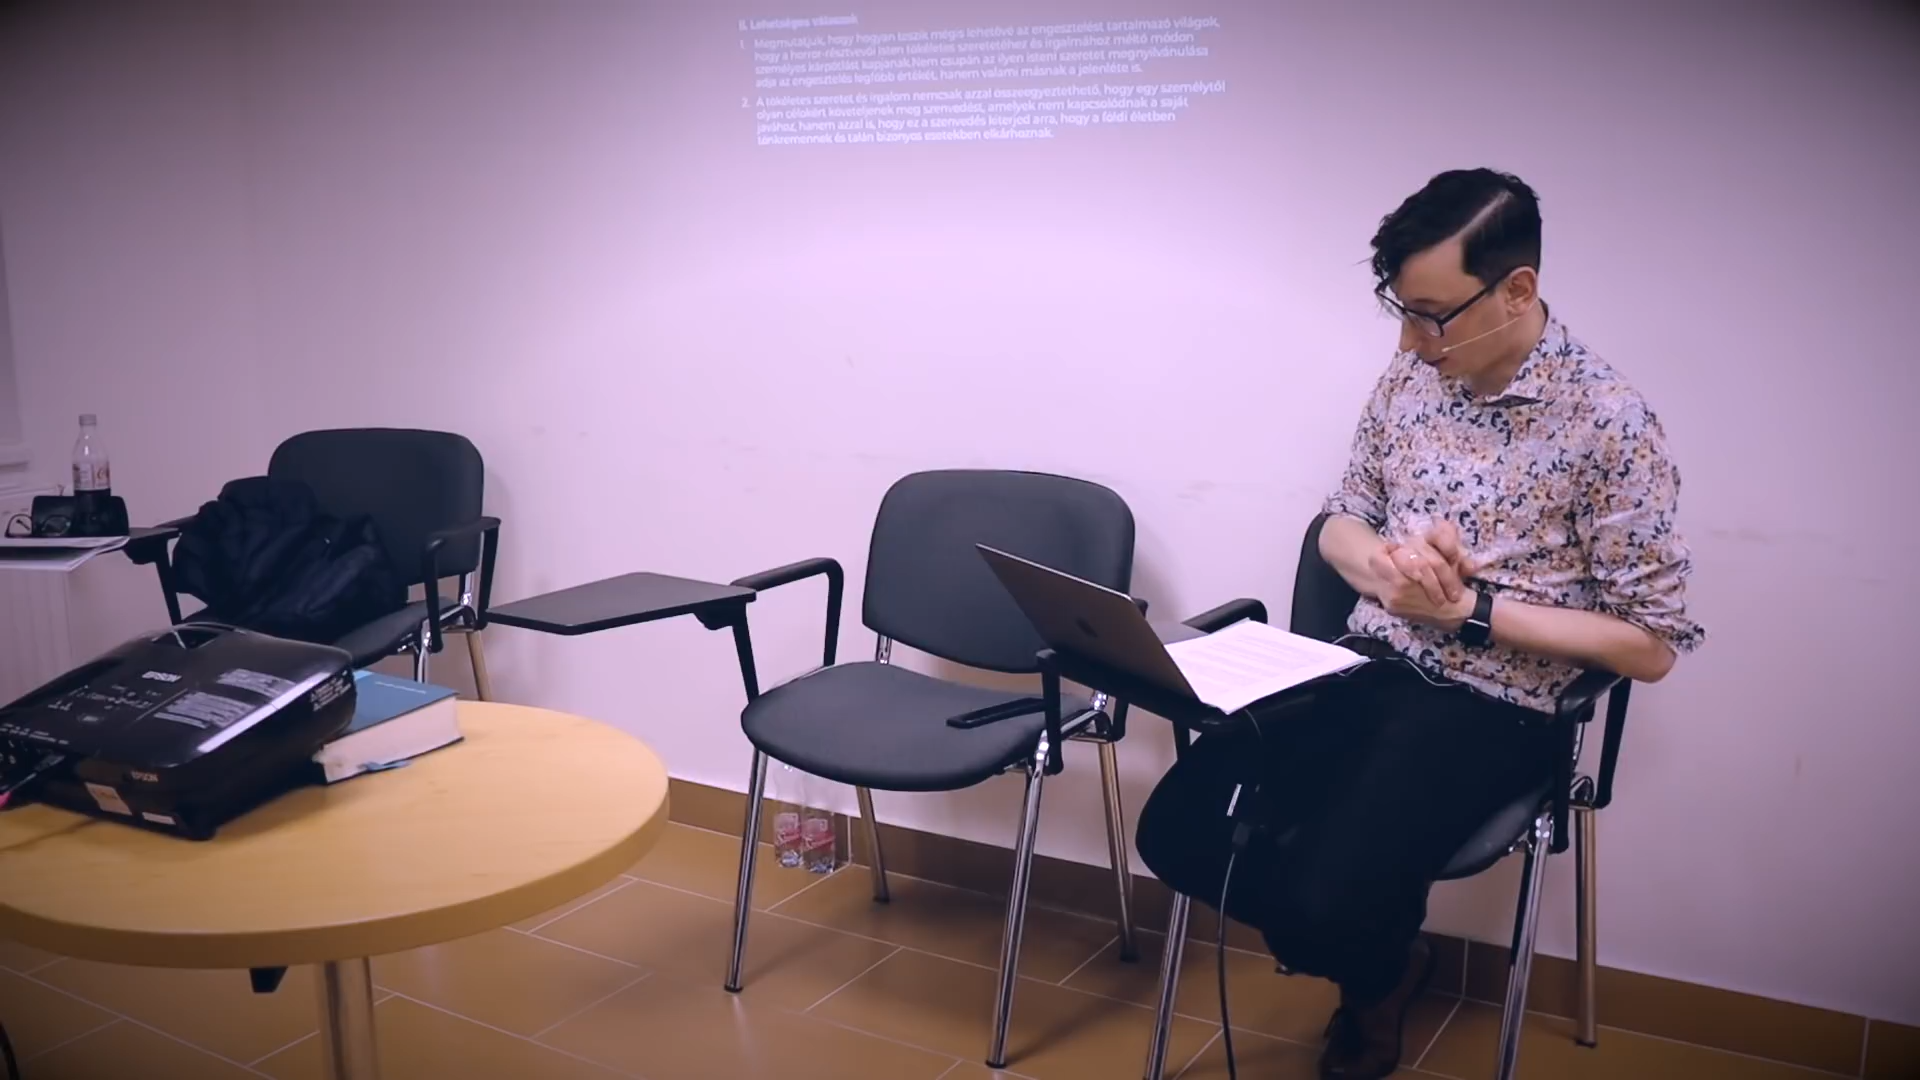 II. Lehetséges válaszok
1. Megmutatjuk, hogy hogyan teszik mégis lehetővé az engesztelést tartalmazó világok,
hogy a horror-résztvevői Isten tökéletes szeretetéhez és irgalmához méltó módon
személyes kárpótlást kapjanak.Nem csupán az ilyen isteni szeretet megnyilvánulása
adja az engesztelés legfőbb értékét, hanem valami másnak a jelenléte is.
2. A tökéletes szeretet és irgalom nemcsak azzal összeegyeztethető, hogy egy személytől
olyan célokért követeljenek meg szenvedést, amelyek nem kapcsolódnak a saját
javához, hanem azzal is, hogy ez a szenvedés kiterjed arra, hogy a földi életben
tönkremennek és talán bizonyos esetekben elkárhoznak.
EPSON
EPSON